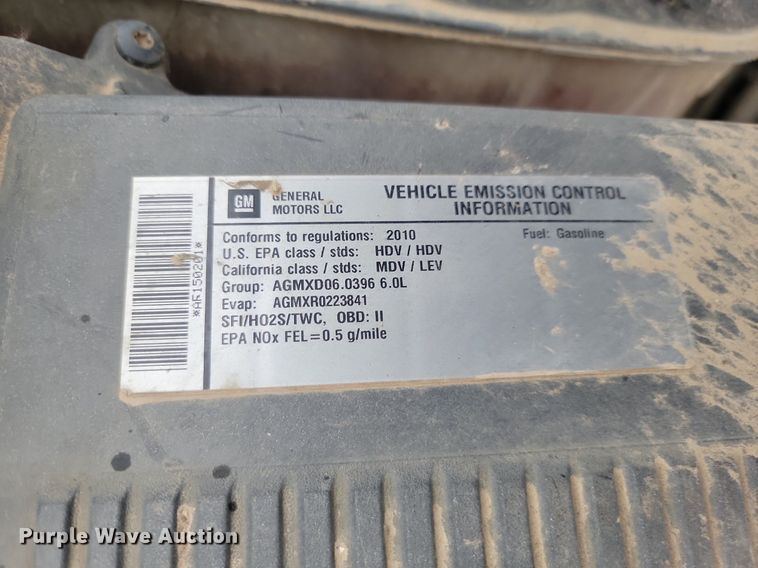 GM
GENERAL
MOTORS LLC
VEHICLE EMISSION CONTROL
INFORMATION
Conforms to regulations: 2010
Fuel: Gasoline
U.S. EPA class / stds: HDV / HDV
California class / stds: MDV / LEV
Group: AGMXD06.0396 6.0L
Evap: AGMXR0223841
SFI/HO2S/TWC, OBD: II
EPA NOx FEL=0.5 g/mile
*AF150201*
Purple Wave Auction